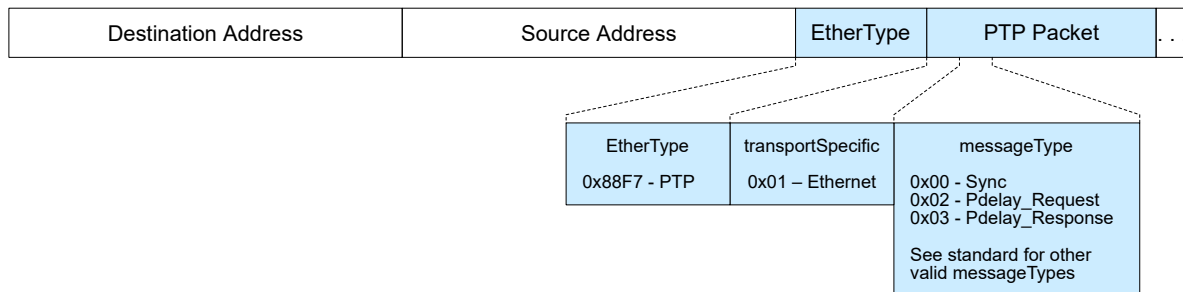 Destination Address
Source Address
EtherType
PTP Packet
. .
EtherType
0x88F7 - PTP
transportSpecific
0x01 – Ethernet
messageType
0x00 - Sync
0x02 - Pdelay_Request
0x03 - Pdelay_Response
See standard for other
valid messageTypes